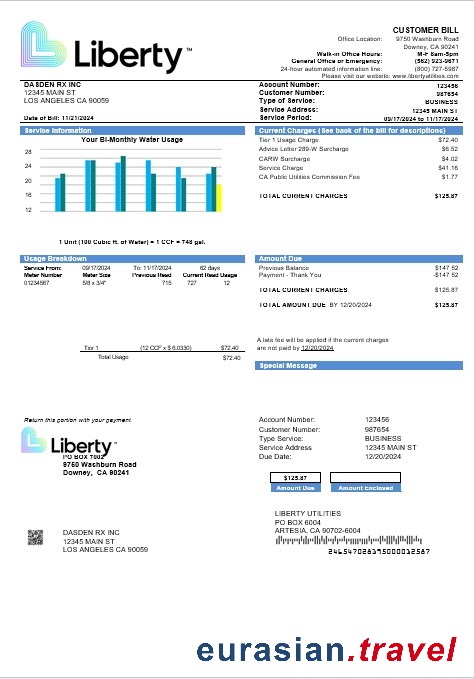 Liberty™
CUSTOMER BILL
Office Location: 9750 Washburn Road
Downey, CA 90241
Walk-in Office Hours: M-F 8am-5pm
General Office or Emergency: (562) 923-9671
24-hour automated information line: (800) 727-5987
Please visit our website: www.libertyutilities.com
DASDEN RX INC
12345 MAIN ST
LOS ANGELES CA 90059
Date of Bill: 11/21/2024
Account Number: 123456
Customer Number: 987654
Type of Service: BUSINESS
Service Address: 12345 MAIN ST
Service Period: 09/17/2024 to 11/17/2024
Service Information
Your Bi-Monthly Water Usage
28
24
20
18
16
12
1 Unit (100 Cubic ft. of Water) = 1 CCF = 748 gal.
Current Charges (See back of the bill for descriptions)
Tier 1 Usage Charge $72.40
Advice Letter 289-W Surcharge $6.52
CARW Surcharge $4.02
Service Charge $41.16
CA Public Utilities Commission Fee $1.77
TOTAL CURRENT CHARGES $125.87
Usage Breakdown
Service From: 09/17/2024 To: 11/17/2024 62 days
Meter Number Meter Size Previous Read Current Read Usage
01234567 5/8 x 3/4" 715 727 12
Tier 1 (12 CCF x $ 6.0330) $72.40
Total Usage $72.40
Amount Due
Previous Balance $147.52
Payment - Thank You -$147.52
TOTAL CURRENT CHARGES $125.87
TOTAL AMOUNT DUE BY 12/20/2024 $125.87
A late fee will be applied if the current charges
are not paid by 12/20/2024
Special Message
Return this portion with your payment
Liberty™
PO BOX 7002
9750 Washburn Road
Downey, CA 90241
Account Number: 123456
Customer Number: 987654
Type Service: BUSINESS
Service Address 12345 MAIN ST
Due Date: 12/20/2024
$125.87
Amount Due Amount Enclosed
DASDEN RX INC
12345 MAIN ST
LOS ANGELES CA 90059
LIBERTY UTILITIES
PO BOX 6004
ARTESIA, CA 90702-6004
2465470281950000012587
eurasian.travel